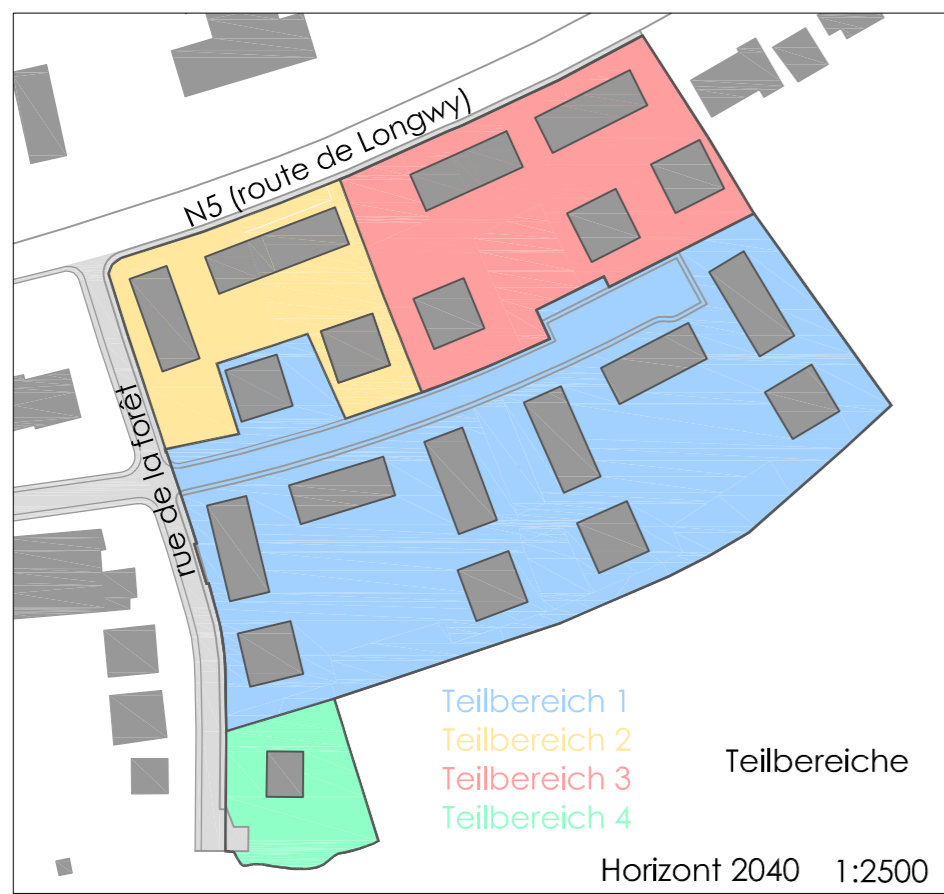 N5 (route de Longwy)
rue de la forêt
Teilbereich 1
Teilbereich 2
Teilbereich 3
Teilbereich 4
Teilbereiche
Horizont 2040 1:2500